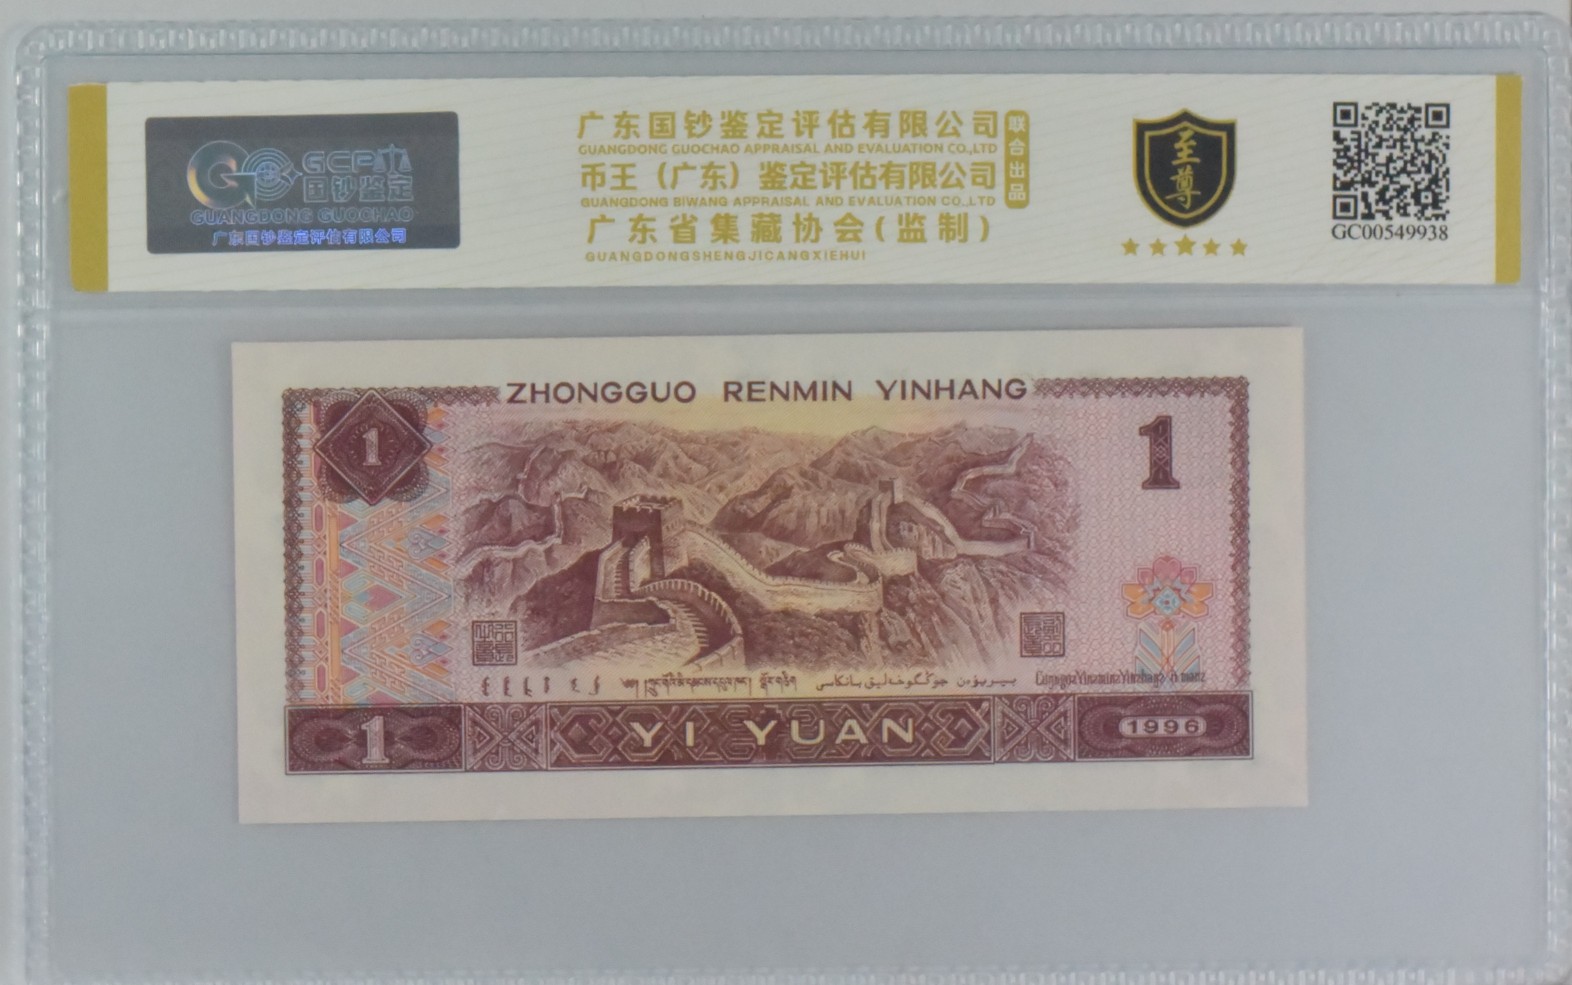 GCPA
国钞鉴定
GUANGDONG GUOCHAO
广东国钞鉴定评估有限公司
广东国钞鉴定评估有限公司
GUANGDONG GUOCHAO APPRAISAL AND EVALUATION CO.,LTD
币王（广东）鉴定评估有限公司
GUANGDONG BIWANG APPRAISAL AND EVALUATION CO.,LTD
联合出品
广东省集藏协会(监制)
GUANGDONGSHENGJICANGXIEHUI
至尊
GC00549938
ZHONGGUO RENMIN YINHANG
1
1
1
YI YUAN
1996